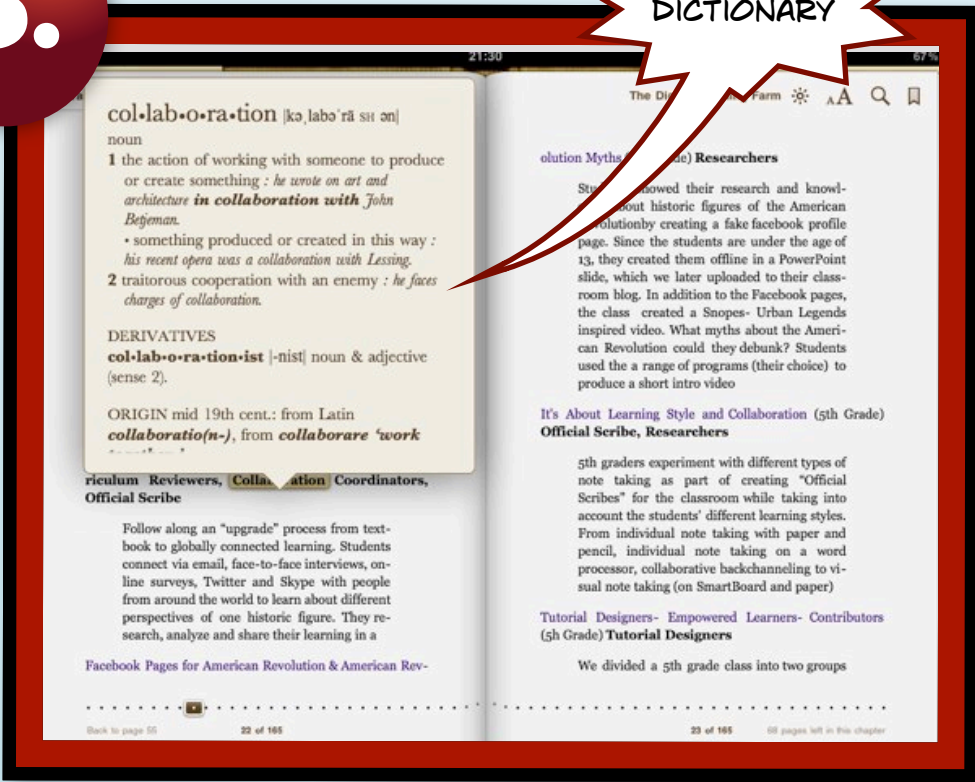 DICTIONARY
21:30
67%
The Di
Farm
AA
col•lab•o•ra•tion |kəˌlabəˈrā SH ən|
noun
1 the action of working with someone to produce
or create something : he wrote on art and
architecture in collaboration with John
Betjeman.
• something produced or created in this way :
his recent opera was a collaboration with Lessing.
2 traitorous cooperation with an enemy : he faces
charges of collaboration.
DERIVATIVES
col•lab•o•ra•tion•ist |-nist| noun & adjective
(sense 2).
ORIGIN mid 19th cent.: from Latin
collaboratio(n-), from collaborare ‘work
riculum Reviewers, Colla ation Coordinators,
Official Scribe
Follow along an “upgrade” process from text-
book to globally connected learning. Students
connect via email, face-to-face interviews, on-
line surveys, Twitter and Skype with people
from around the world to learn about different
perspectives of one historic figure. They re-
search, analyze and share their learning in a
Facebook Pages for American Revolution & American Rev-
Back to page 55
22 of 165
olution Myths de) Researchers
Stu owed their research and knowl-
out historic figures of the American
volutionby creating a fake facebook profile
page. Since the students are under the age of
13, they created them offline in a PowerPoint
slide, which we later uploaded to their class-
room blog. In addition to the Facebook pages,
the class created a Snopes- Urban Legends
inspired video. What myths about the Ameri-
can Revolution could they debunk? Students
used the a range of programs (their choice) to
produce a short intro video
It's About Learning Style and Collaboration (5th Grade)
Official Scribe, Researchers
5th graders experiment with different types of
note taking as part of creating “Official
Scribes” for the classroom while taking into
account the students’ different learning styles.
From individual note taking with paper and
pencil, individual note taking on a word
processor, collaborative backchanneling to vi-
sual note taking (on SmartBoard and paper)
Tutorial Designers- Empowered Learners- Contributors
(5h Grade) Tutorial Designers
We divided a 5th grade class into two groups
23 of 165
68 pages left in this chapter